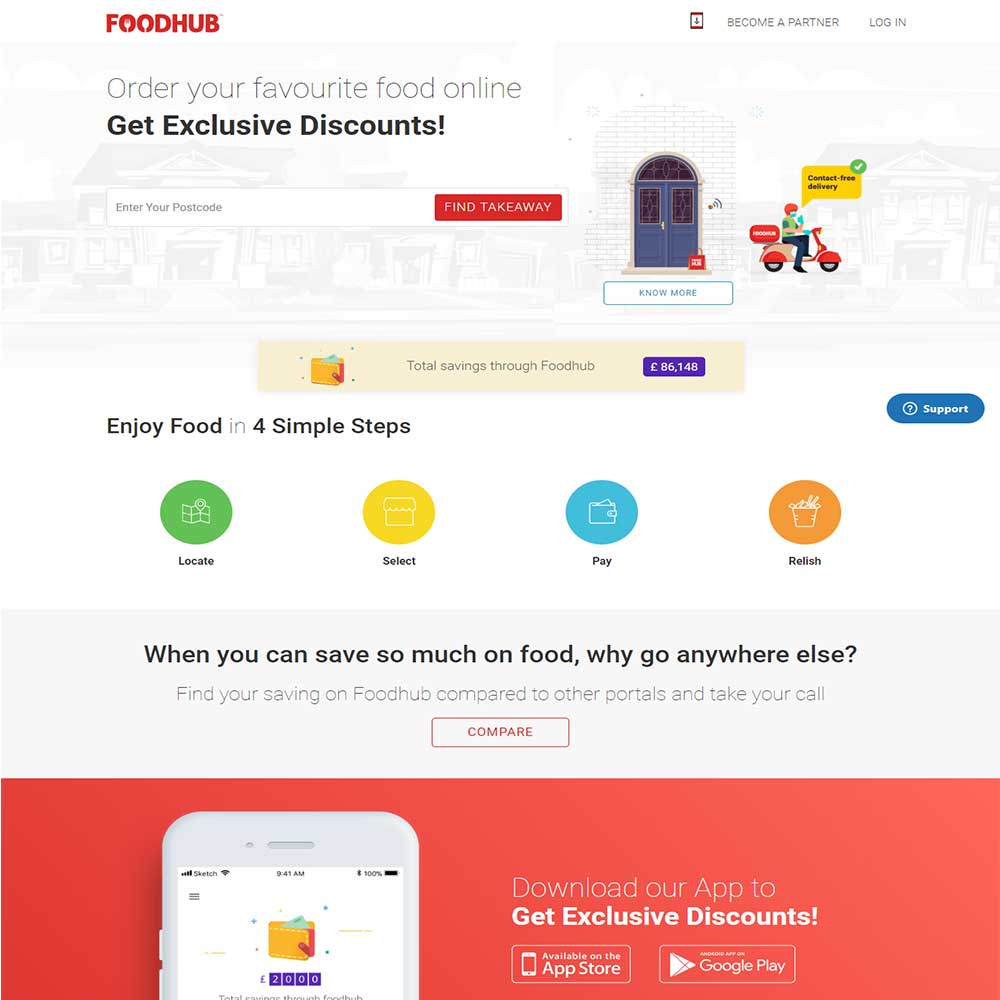 FOODHUB
BECOME A PARTNER
LOG IN
Order your favourite food online
Get Exclusive Discounts!
Enter Your Postcode
FIND TAKEAWAY
Contact-free
delivery
FOODHUB
FOOD
HUB
KNOW MORE
Total savings through Foodhub
£ 86,148
Support
Enjoy Food in 4 Simple Steps
Locate
Select
Pay
Relish
When you can save so much on food, why go anywhere else?
Find your saving on Foodhub compared to other portals and take your call
COMPARE
Sketch
9:41 AM
100%
£ 2 0 0 0
Total savings through foodhub
Download our App to
Get Exclusive Discounts!
Available on the
App Store
ANDROID APP ON
Google Play